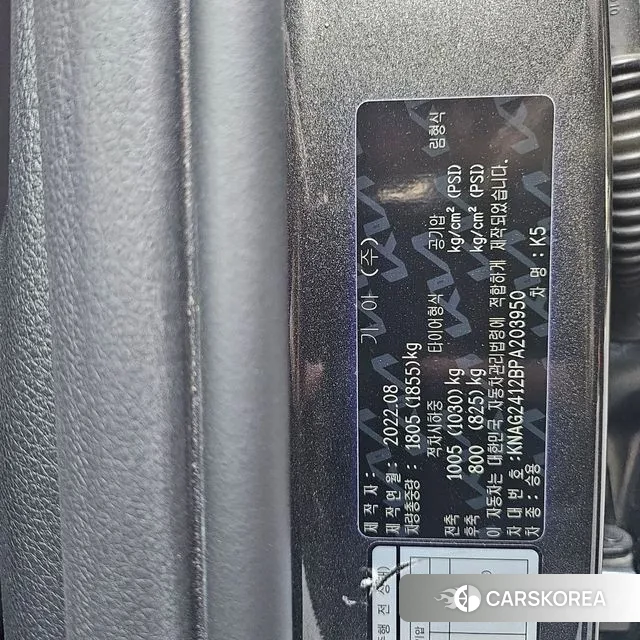 제 작 자 : 기 아 (주)
제 작 년 월 : 2022.08
차량총중량 : 1805 (1855)kg
적차시하중 타이어형식 공기압 림형식
전축 1005 (1030)kg kg/cm² (PSI)
후축 800 (825)kg kg/cm² (PSI)
이 자동차는 대한민국 자동차관리법령에 적합하게 제작되었습니다.
차 대 번 호 : KNAG2412BPA203950
차 종 : 승용 차 명 : K5
공기압
CARSKOREA